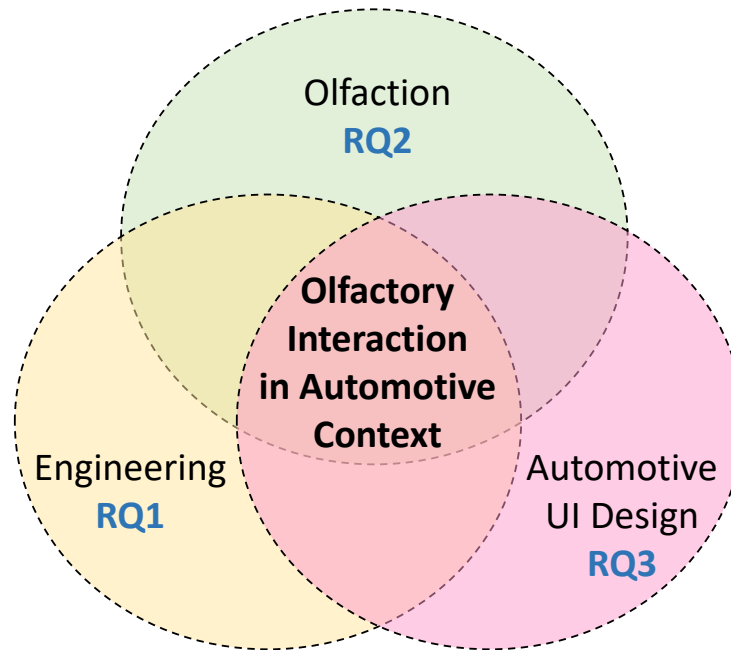 Olfaction
RQ2
Olfactory
Interaction
in Automotive
Context
Engineering
RQ1
Automotive
UI Design
RQ3